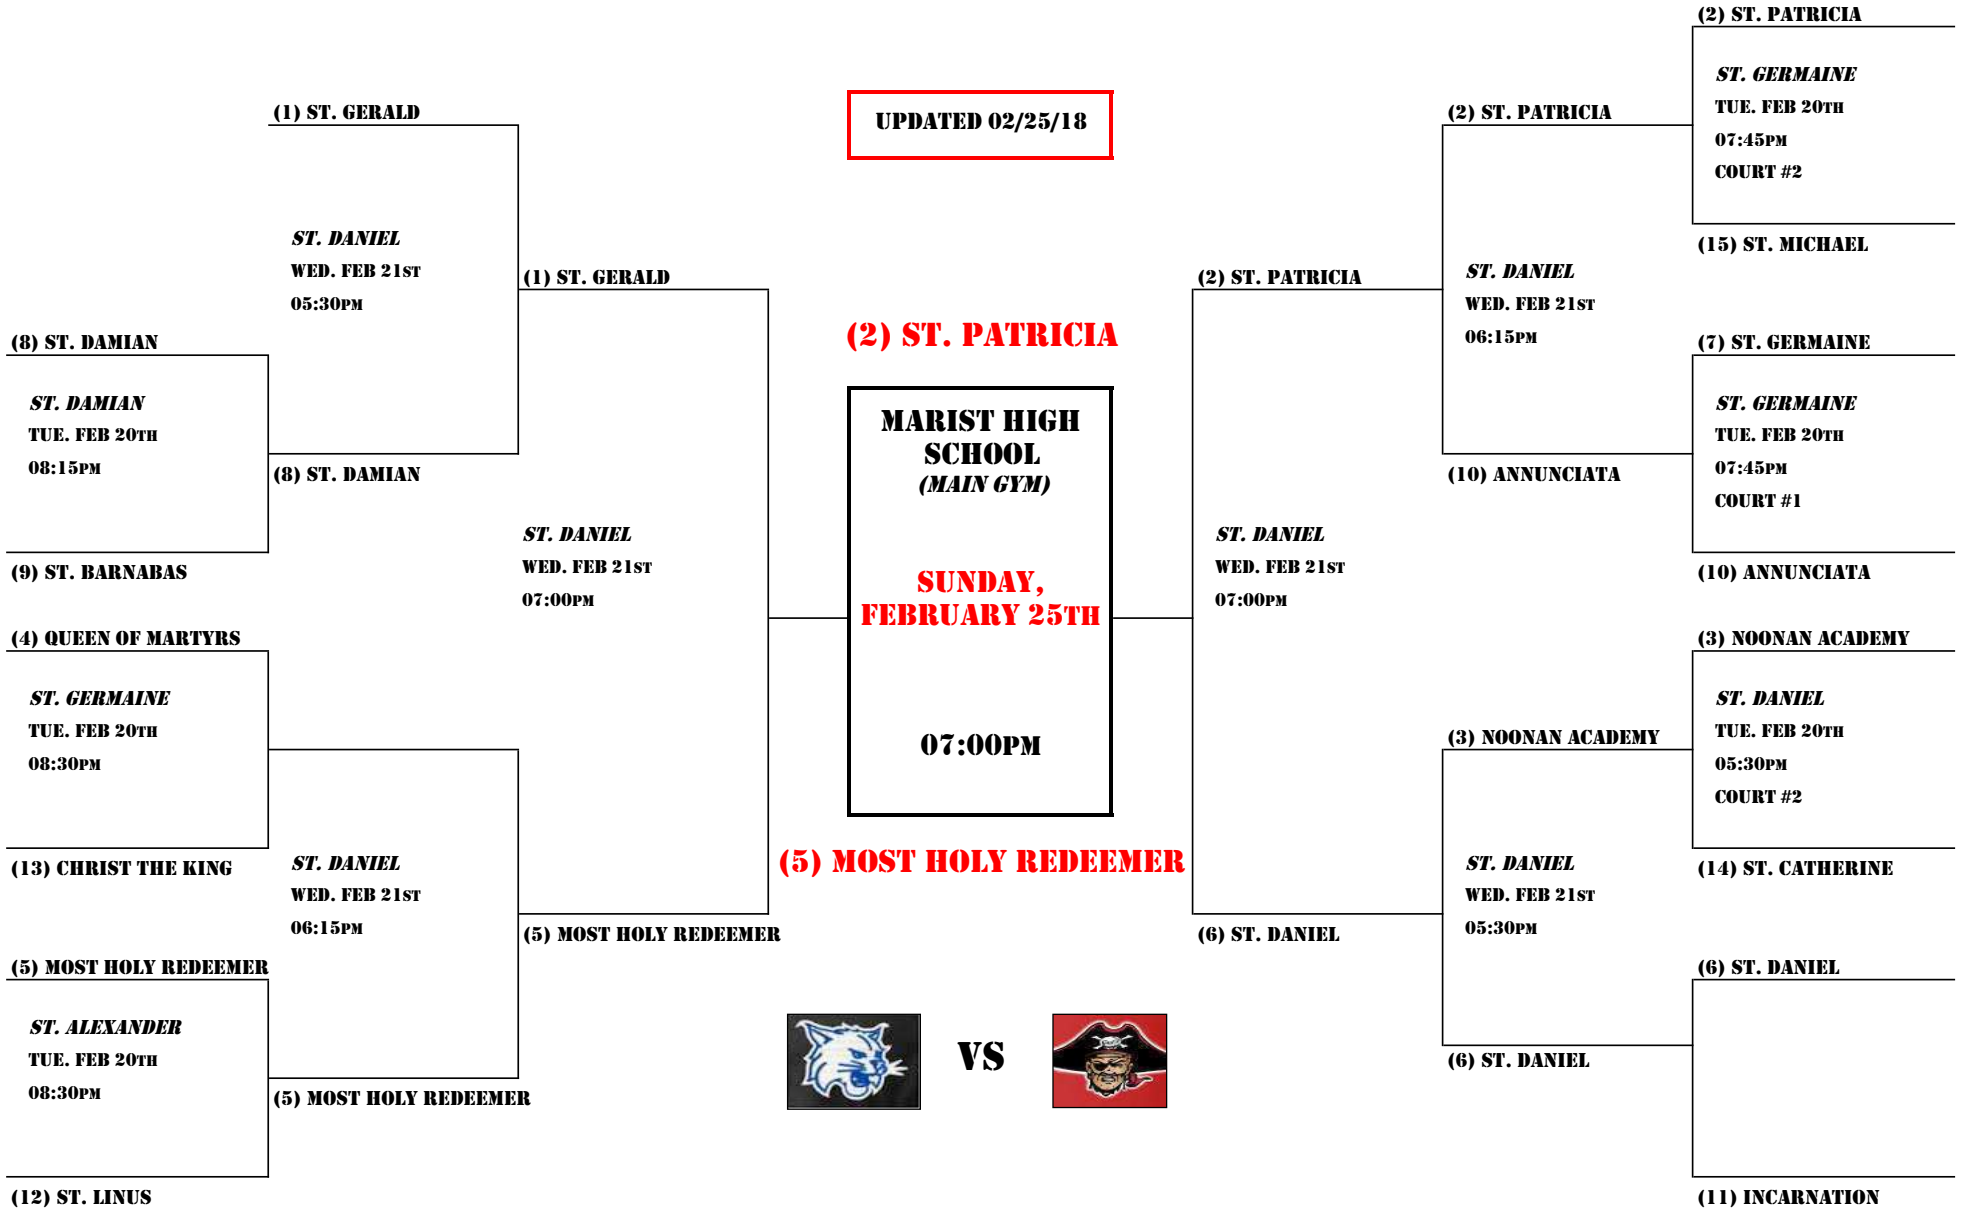 (2) ST. PATRICIA
ST. GERMAINE
TUE. FEB 20TH
07:45PM
COURT #2
(15) ST. MICHAEL
(1) ST. GERALD
UPDATED 02/25/18
(2) ST. PATRICIA
ST. DANIEL
WED. FEB 21ST
05:30PM
(1) ST. GERALD
(2) ST. PATRICIA
ST. DANIEL
WED. FEB 21ST
06:15PM
(8) ST. DAMIAN
ST. DAMIAN
TUE. FEB 20TH
08:15PM
(8) ST. DAMIAN
(9) ST. BARNABAS
(2) ST. PATRICIA
MARIST HIGH
SCHOOL
(MAIN GYM)
SUNDAY,
FEBRUARY 25TH
07:00PM
(5) MOST HOLY REDEEMER
(7) ST. GERMAINE
ST. GERMAINE
TUE. FEB 20TH
07:45PM
COURT #1
(10) ANNUNCIATA
(10) ANNUNCIATA
ST. DANIEL
WED. FEB 21ST
07:00PM
ST. DANIEL
WED. FEB 21ST
07:00PM
(4) QUEEN OF MARTYRS
ST. GERMAINE
TUE. FEB 20TH
08:30PM
(13) CHRIST THE KING
ST. DANIEL
WED. FEB 21ST
06:15PM
(5) MOST HOLY REDEEMER
(5) MOST HOLY REDEEMER
ST. ALEXANDER
TUE. FEB 20TH
08:30PM
(5) MOST HOLY REDEEMER
(12) ST. LINUS
VS
(3) NOONAN ACADEMY
ST. DANIEL
TUE. FEB 20TH
05:30PM
COURT #2
(3) NOONAN ACADEMY
(14) ST. CATHERINE
ST. DANIEL
WED. FEB 21ST
05:30PM
(6) ST. DANIEL
(6) ST. DANIEL
(6) ST. DANIEL
(11) INCARNATION